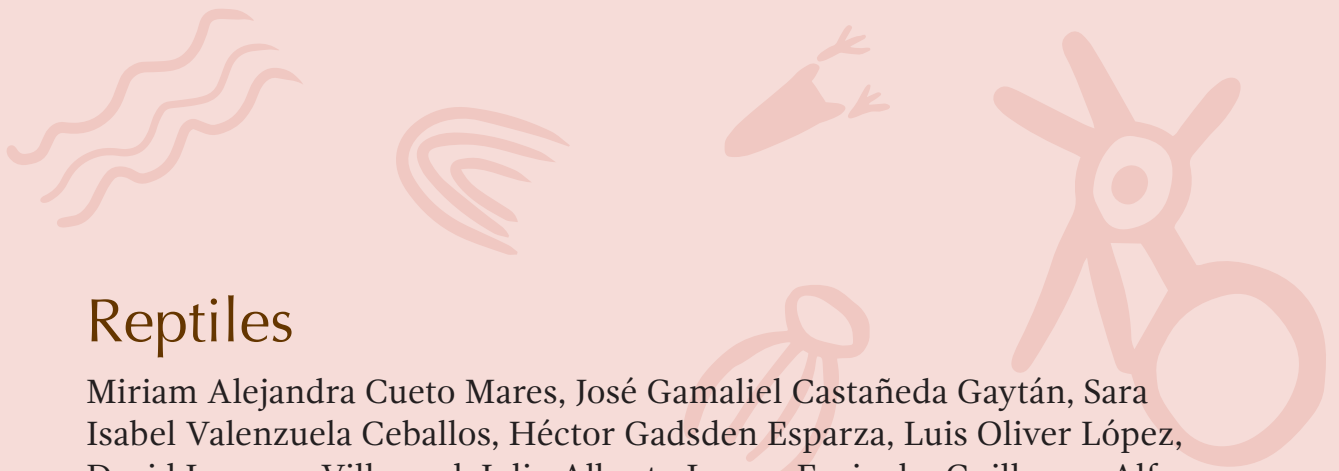 Reptiles
Miriam Alejandra Cueto Mares, José Gamaliel Castañeda Gaytán, Sara
Isabel Valenzuela Ceballos, Héctor Gadsden Esparza, Luis Oliver López,